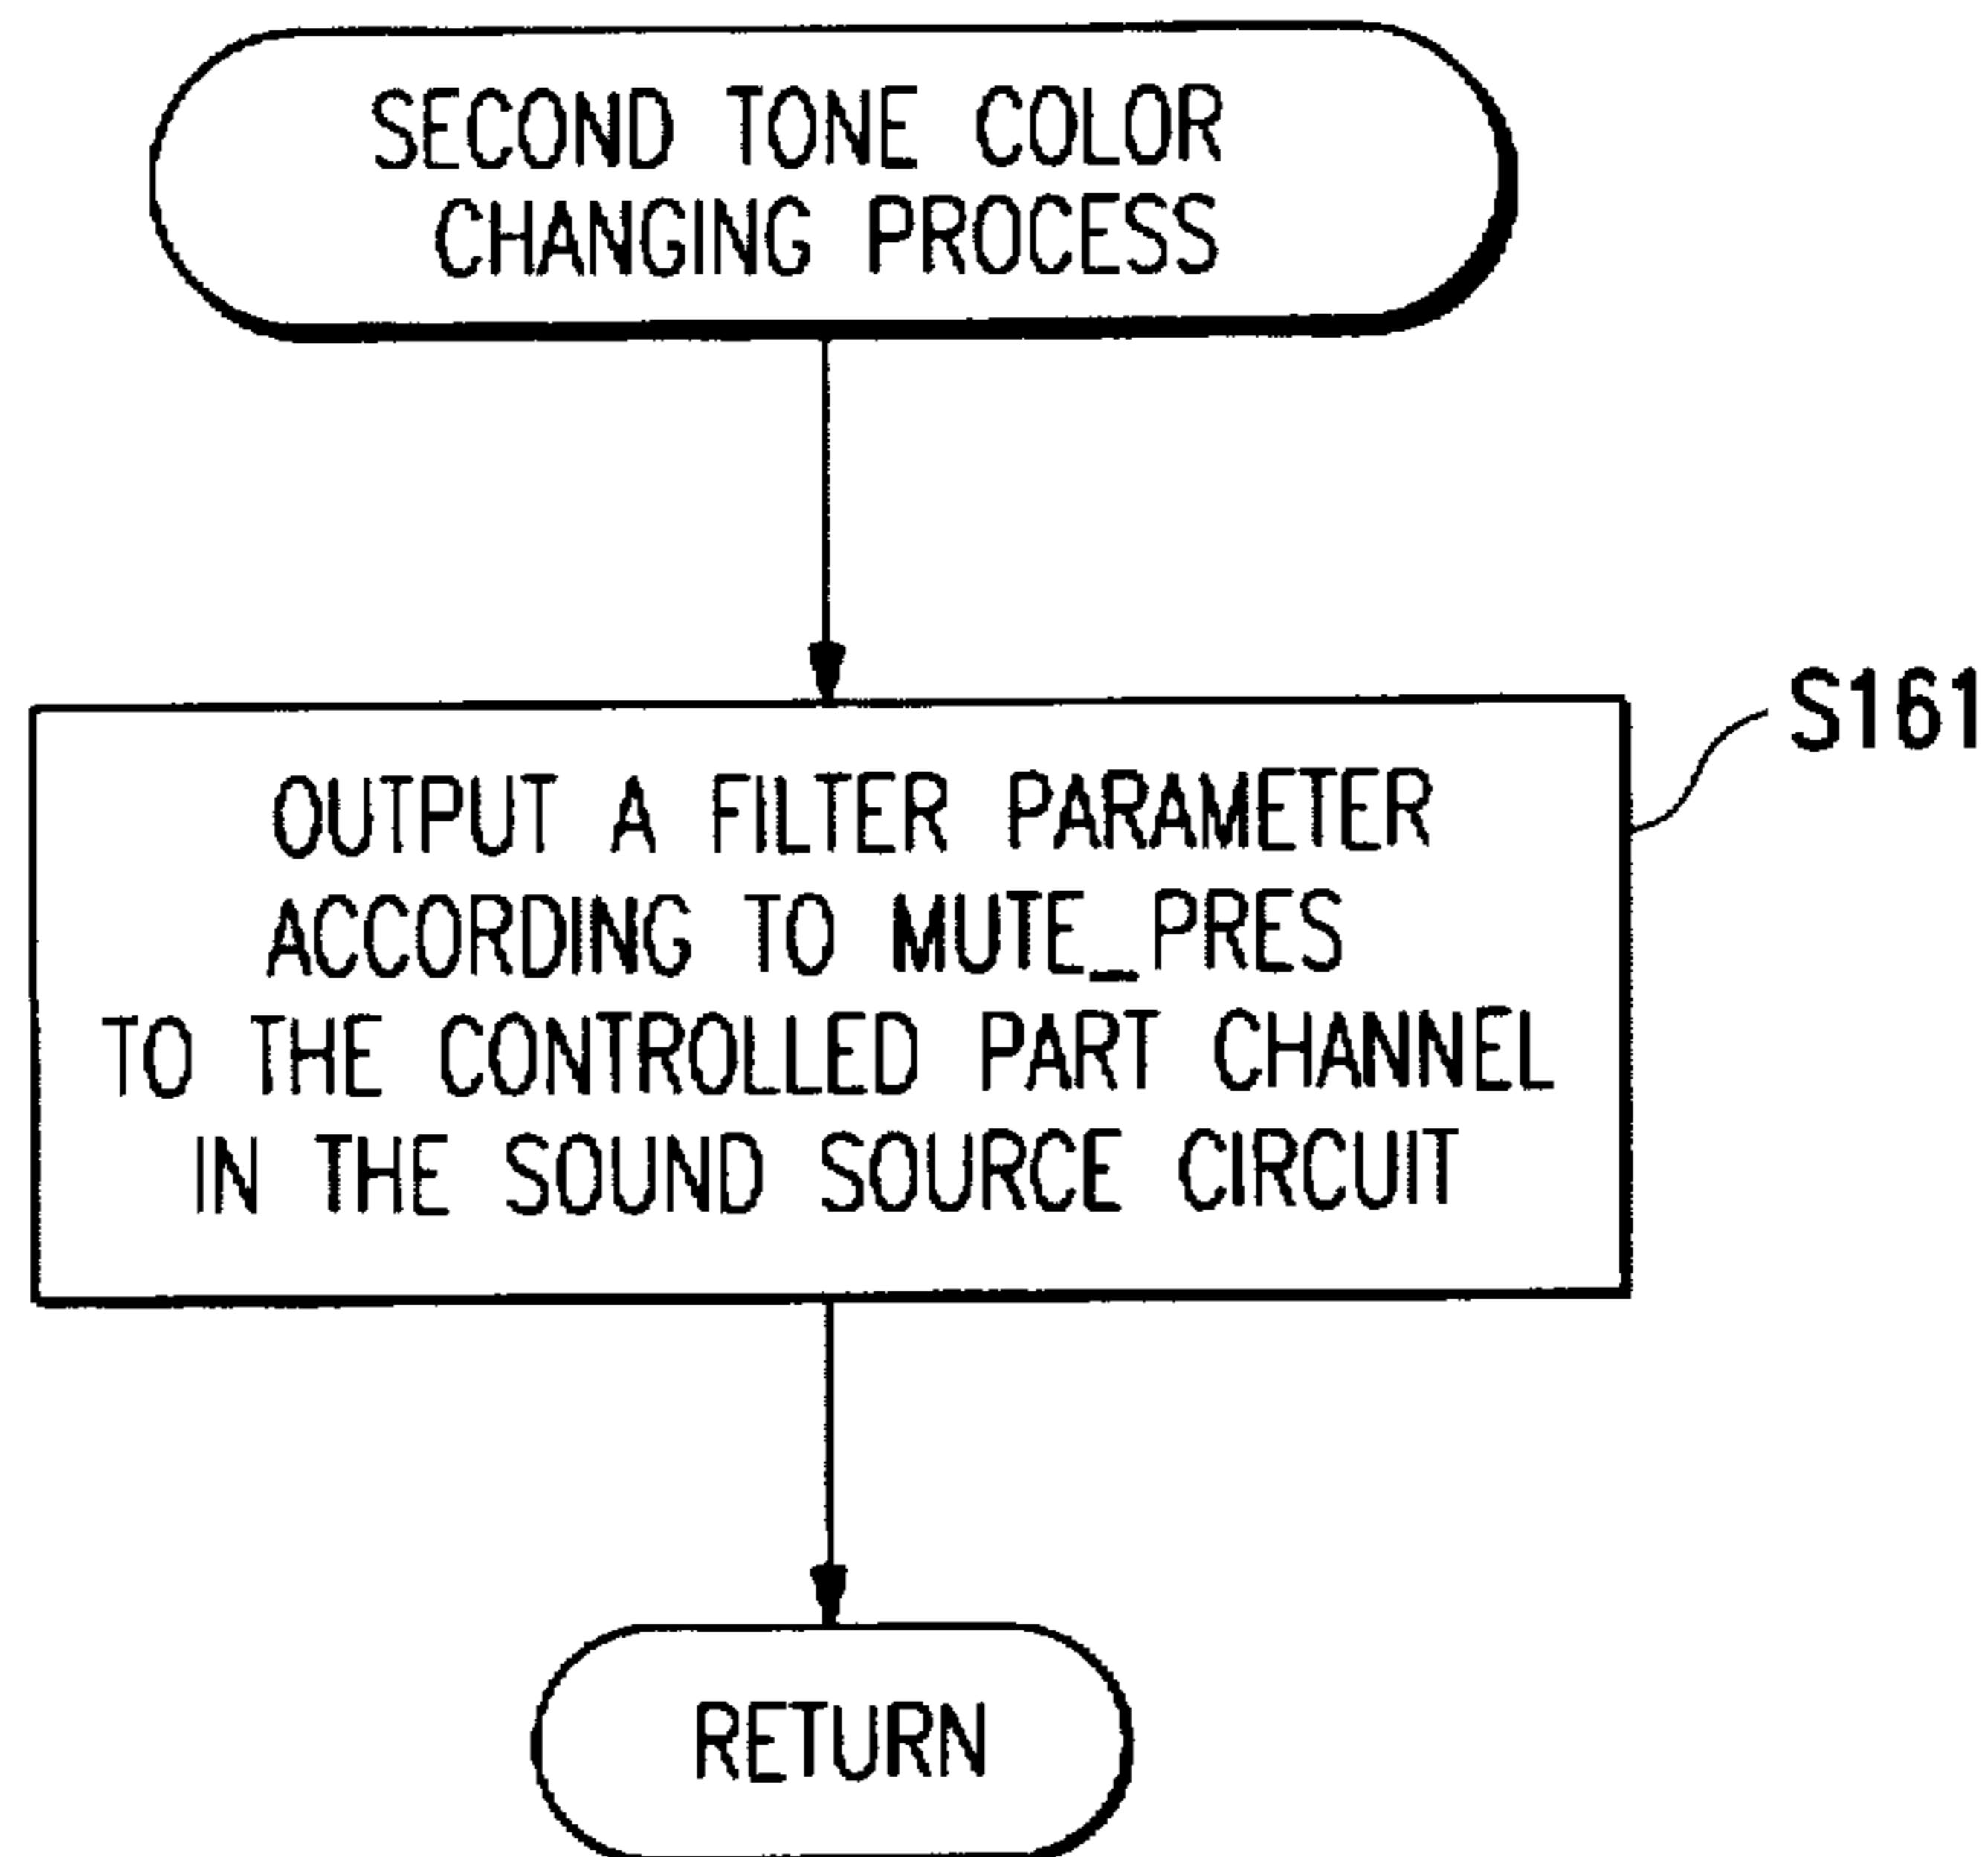 SECOND TONE COLOR
CHANGING PROCESS
S161
OUTPUT A FILTER PARAMETER
ACCORDING TO MUTE_PRES
TO THE CONTROLLED PART CHANNEL
IN THE SOUND SOURCE CIRCUIT
RETURN